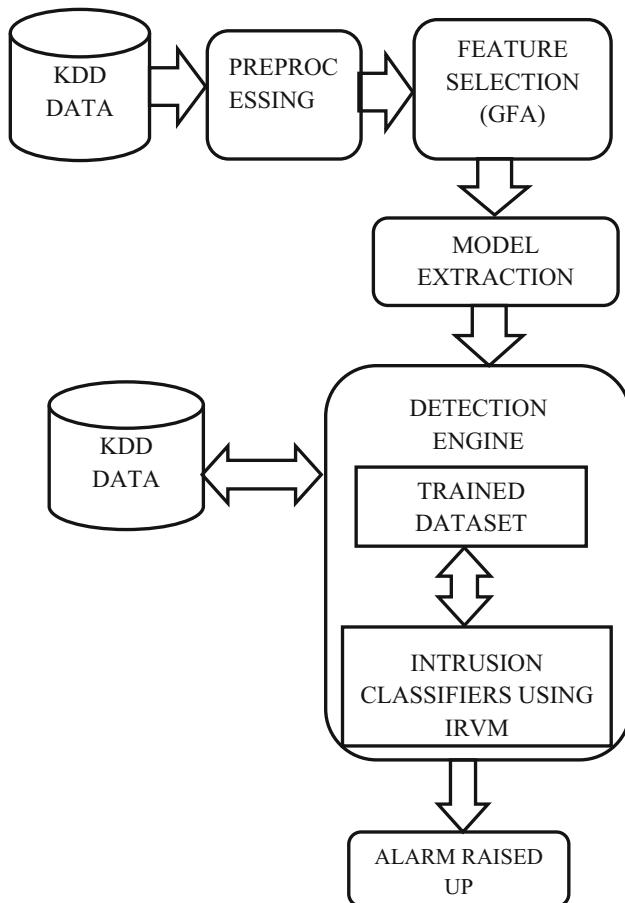 KDD
DATA
PREPROC
ESSING
FEATURE
SELECTION
(GFA)
MODEL
EXTRACTION
KDD
DATA
DETECTION
ENGINE
TRAINED
DATASET
INTRUSION
CLASSIFIERS USING
IRVM
ALARM RAISED
UP